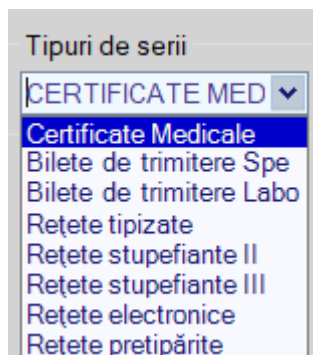 Tipuri de serii
CERTIFICATE MED
Certificate Medicale
Bilete de trimitere Spe
Bilete de trimitere Labo
Rețete tipizate
Rețete stupefiante II
Rețete stupefiante III
Rețete electronice
Rețete pretipărite